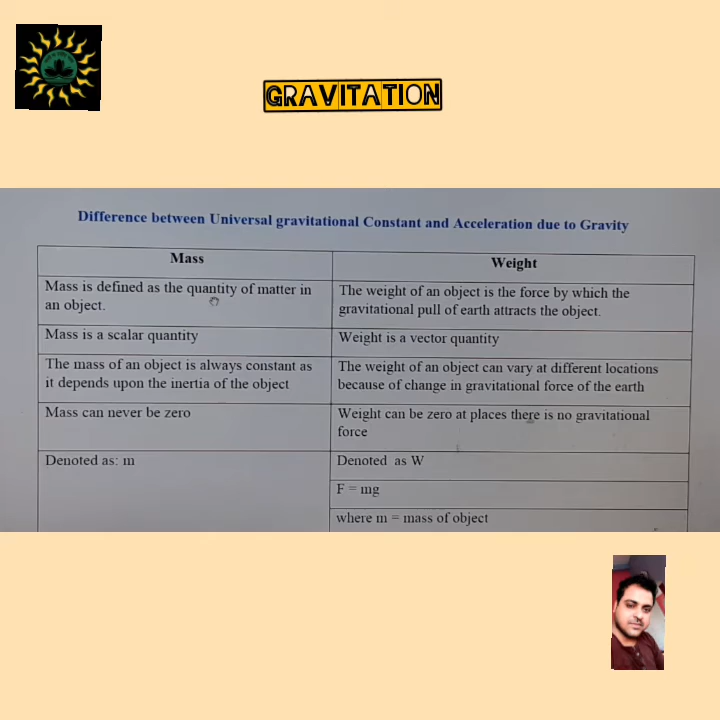 GRAVITATION
Difference between Universal gravitational Constant and Acceleration due to Gravity
Mass
Weight
Mass is defined as the quantity of matter in
an object.
The weight of an object is the force by which the
gravitational pull of earth attracts the object.
Mass is a scalar quantity
Weight is a vector quantity
The mass of an object is always constant as
it depends upon the inertia of the object
The weight of an object can vary at different locations
because of change in gravitational force of the earth
Mass can never be zero
Weight can be zero at places there is no gravitational
force
Denoted as: m
Denoted as W
F = mg
where m = mass of object